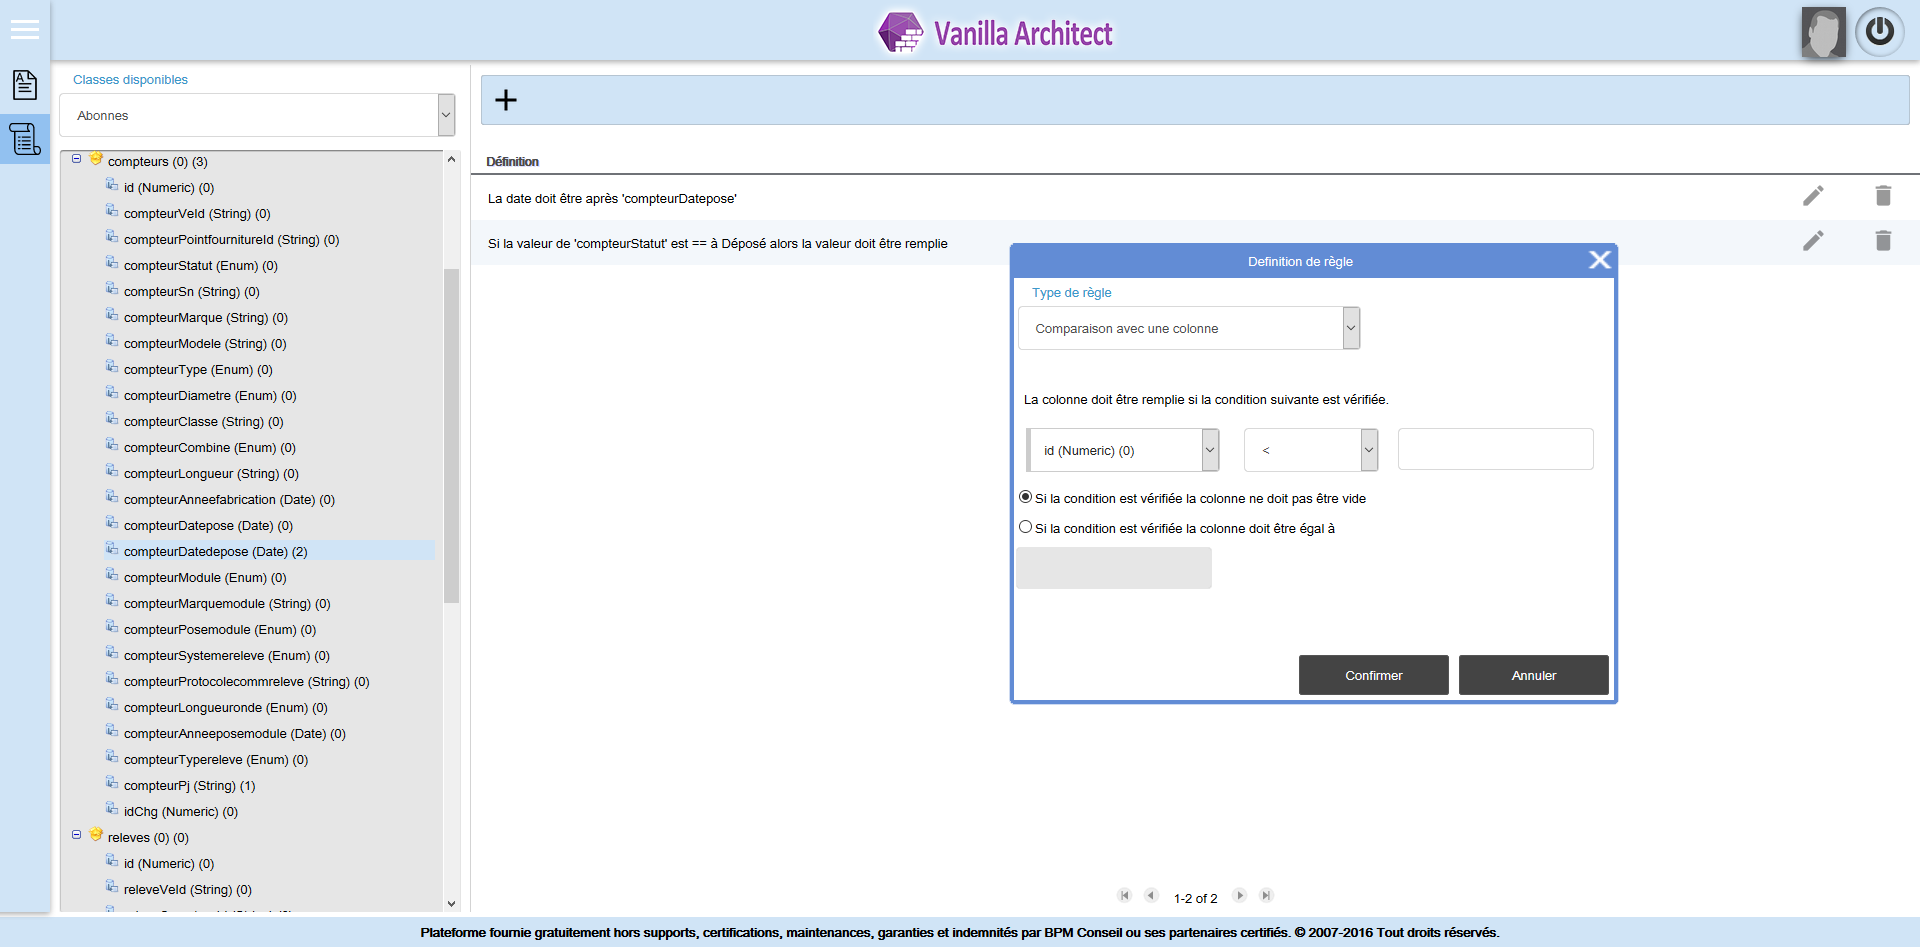 Vanilla Architect
Classes disponibles
Abonnes
compteurs (0) (3)
id (Numeric) (0)
compteurVeId (String) (0)
compteurPointfournitureId (String) (0)
compteurStatut (Enum) (0)
compteurSn (String) (0)
compteurMarque (String) (0)
compteurModele (String) (0)
compteurType (Enum) (0)
compteurDiametre (Enum) (0)
compteurClasse (String) (0)
compteurCombine (Enum) (0)
compteurLongueur (String) (0)
compteurAnneefabrication (Date) (0)
compteurDatepose (Date) (0)
compteurDatedepose (Date) (2)
compteurModule (Enum) (0)
compteurMarquemodule (String) (0)
compteurPosemodule (Enum) (0)
compteurSystemereleve (Enum) (0)
compteurProtocolecommreleve (String) (0)
compteurLongueuronde (Enum) (0)
compteurAnneeposemodule (Date) (0)
compteurTypereleve (Enum) (0)
compteurPj (String) (1)
idChg (Numeric) (0)
releves (0) (0)
id (Numeric) (0)
releveVeId (String) (0)
Définition
La date doit être après 'compteurDatepose'
Si la valeur de 'compteurStatut' est == à Déposé alors la valeur doit être remplie
Definition de règle
Type de règle
Comparaison avec une colonne
La colonne doit être remplie si la condition suivante est vérifiée.
id (Numeric) (0) <
Si la condition est vérifiée la colonne ne doit pas être vide
Si la condition est vérifiée la colonne doit être égal à
Confirmer Annuler
1-2 of 2
Plateforme fournie gratuitement hors supports, certifications, maintenances, garanties et indemnités par BPM Conseil ou ses partenaires certifiés. © 2007-2016 Tout droits réservés.